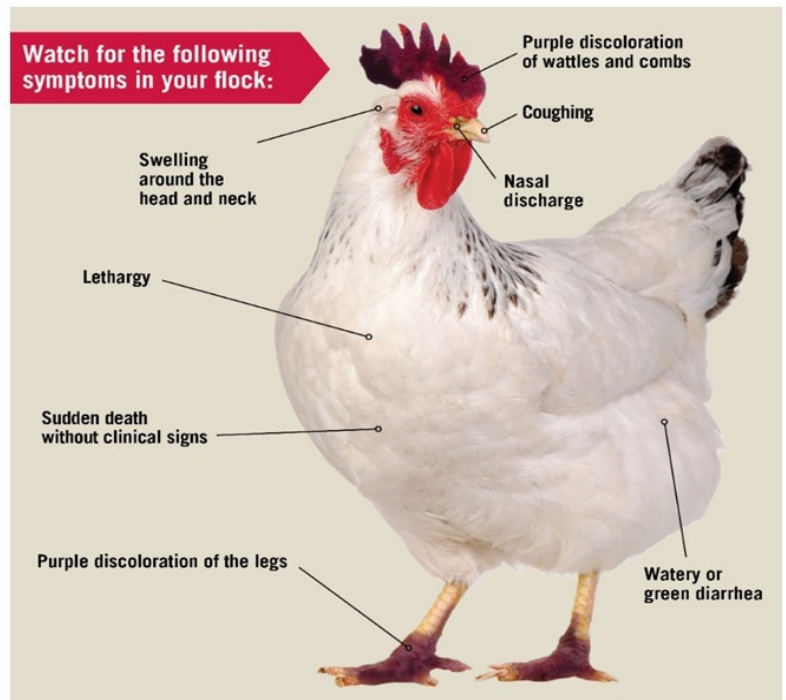 Watch for the following
symptoms in your flock:
Purple discoloration
of wattles and combs
Coughing
Swelling
around the
head and neck
Nasal
discharge
Lethargy
Sudden death
without clinical signs
Purple discoloration of the legs
Watery or
green diarrhea